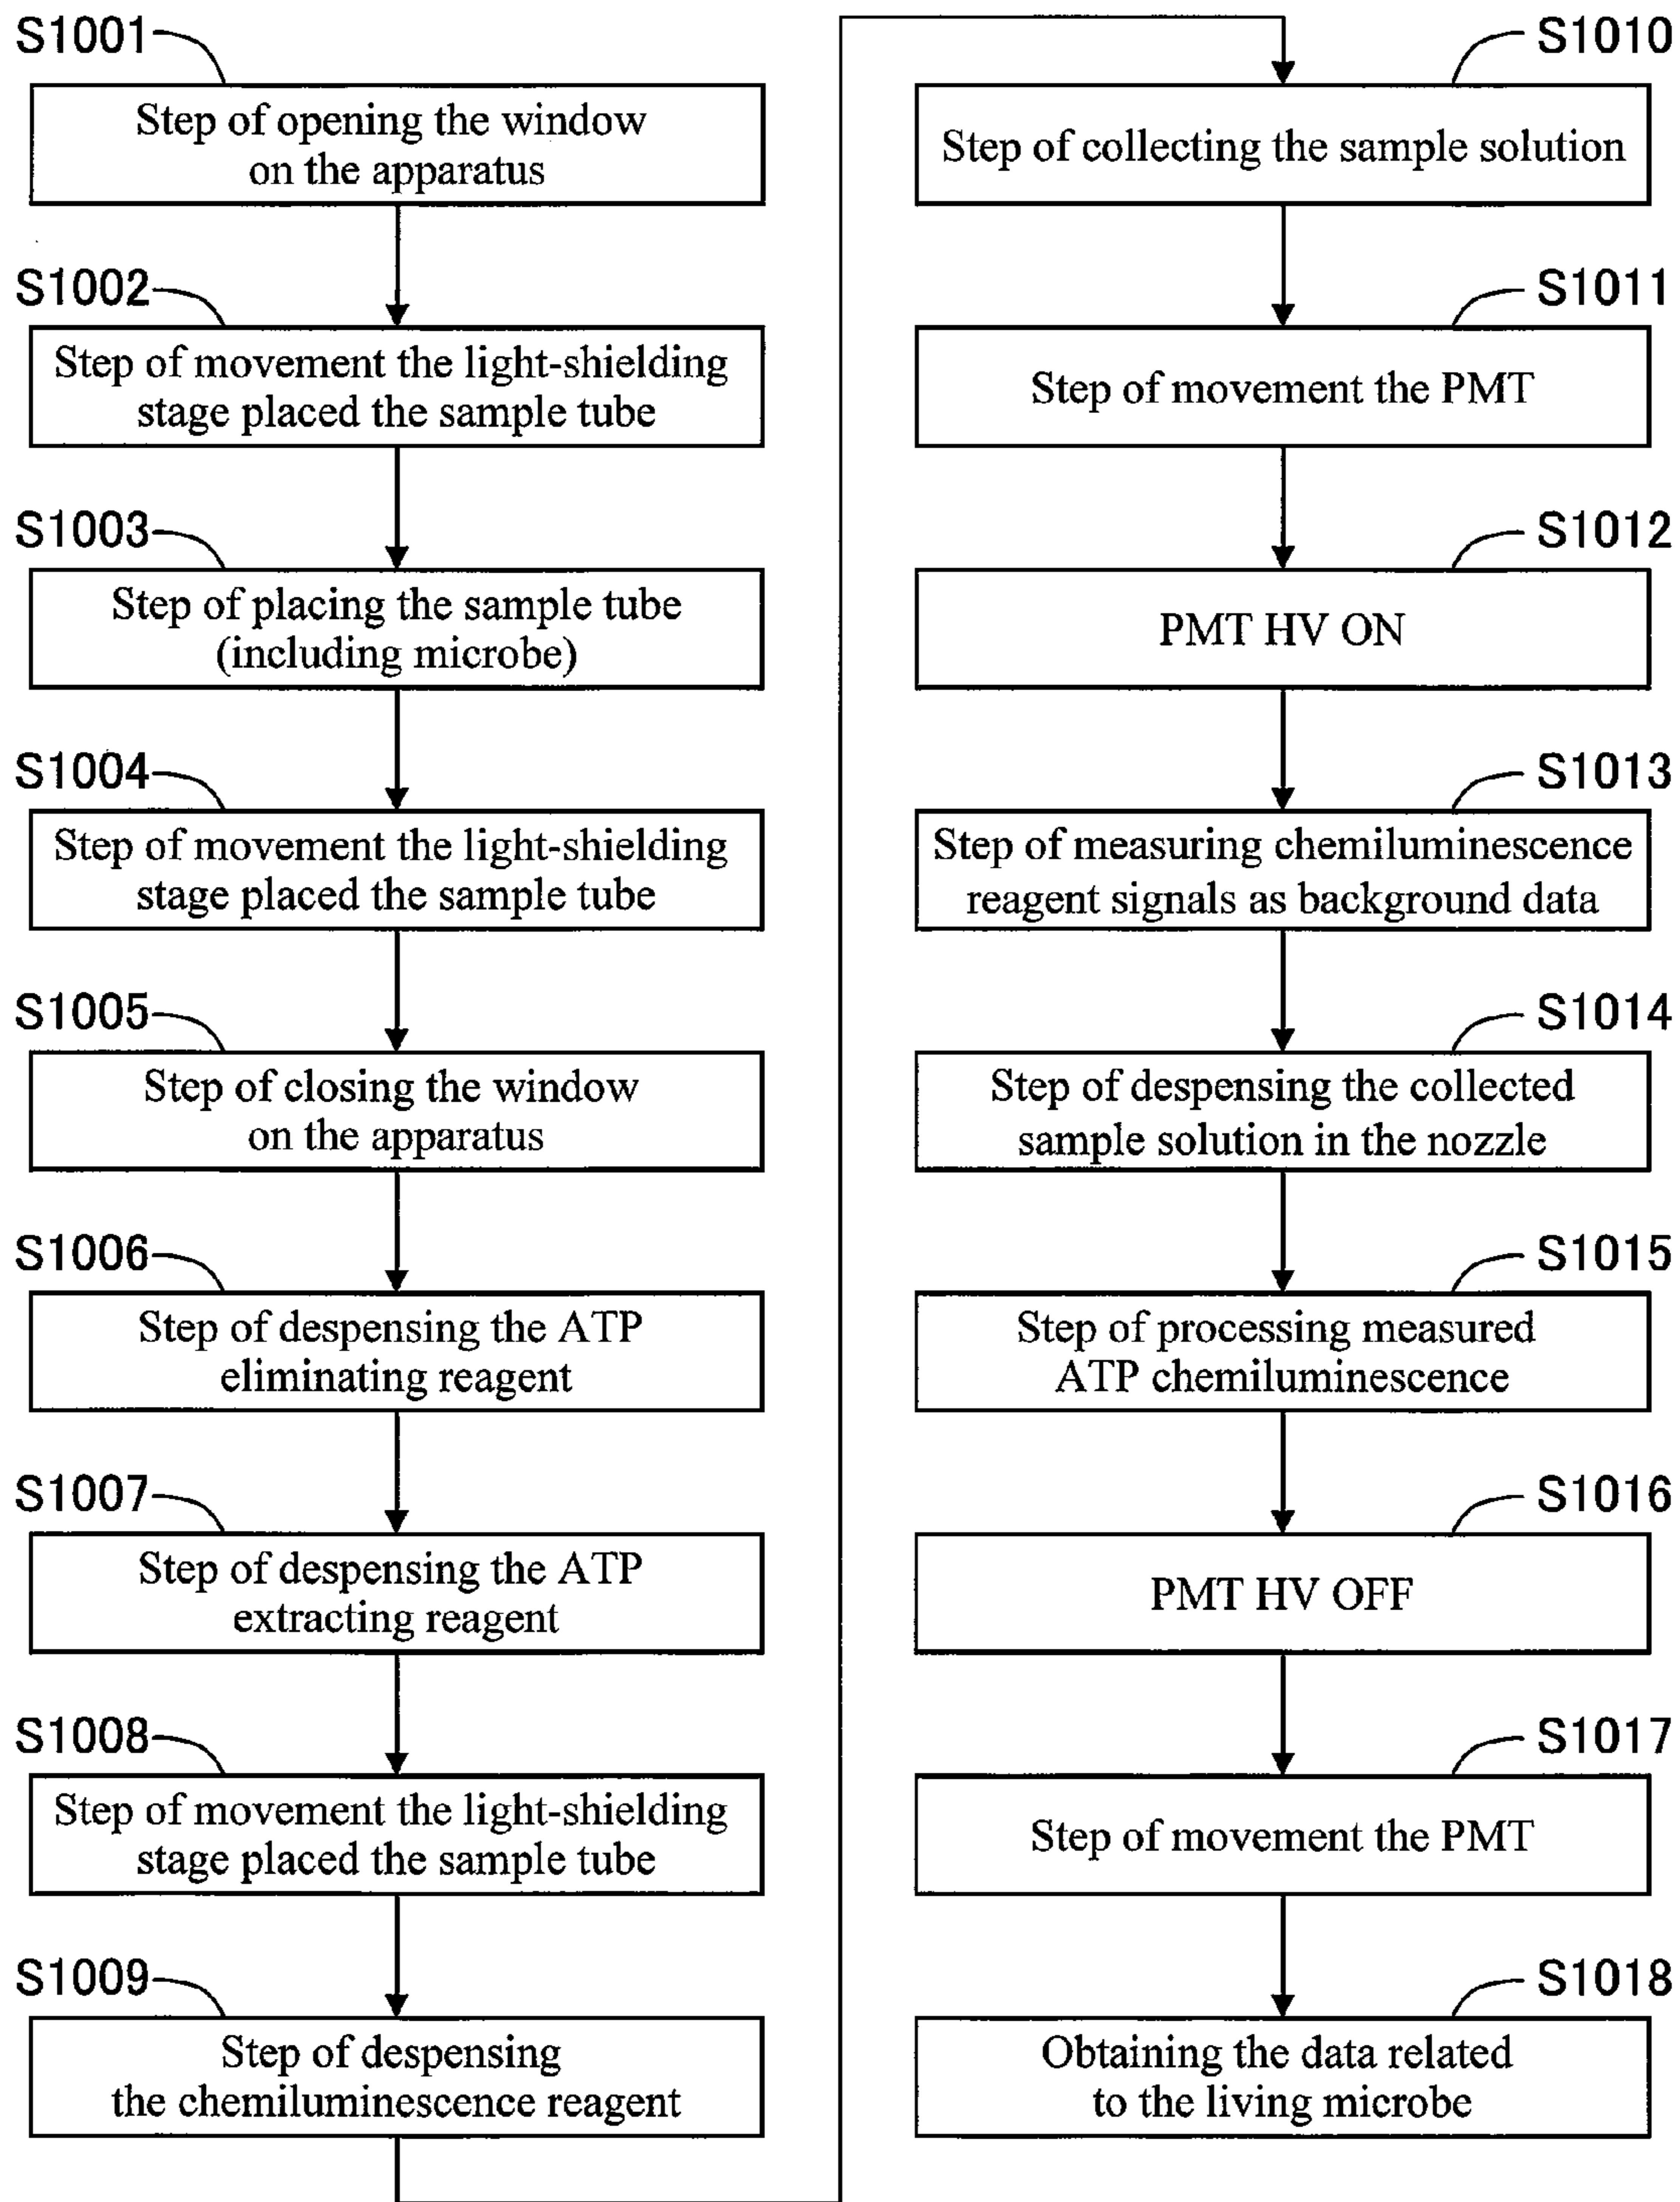 S1001
Step of opening the window
on the apparatus
S1002
Step of movement the light-shielding
stage placed the sample tube
S1003
Step of placing the sample tube
(including microbe)
S1004
Step of movement the light-shielding
stage placed the sample tube
S1005
Step of closing the window
on the apparatus
S1006
Step of despensing the ATP
eliminating reagent
S1007
Step of despensing the ATP
extracting reagent
S1008
Step of movement the light-shielding
stage placed the sample tube
S1009
Step of despensing
the chemiluminescence reagent
S1010
Step of collecting the sample solution
S1011
Step of movement the PMT
S1012
PMT HV ON
S1013
Step of measuring chemiluminescence
reagent signals as background data
S1014
Step of despensing the collected
sample solution in the nozzle
S1015
Step of processing measured
ATP chemiluminescence
S1016
PMT HV OFF
S1017
Step of movement the PMT
S1018
Obtaining the data related
to the living microbe